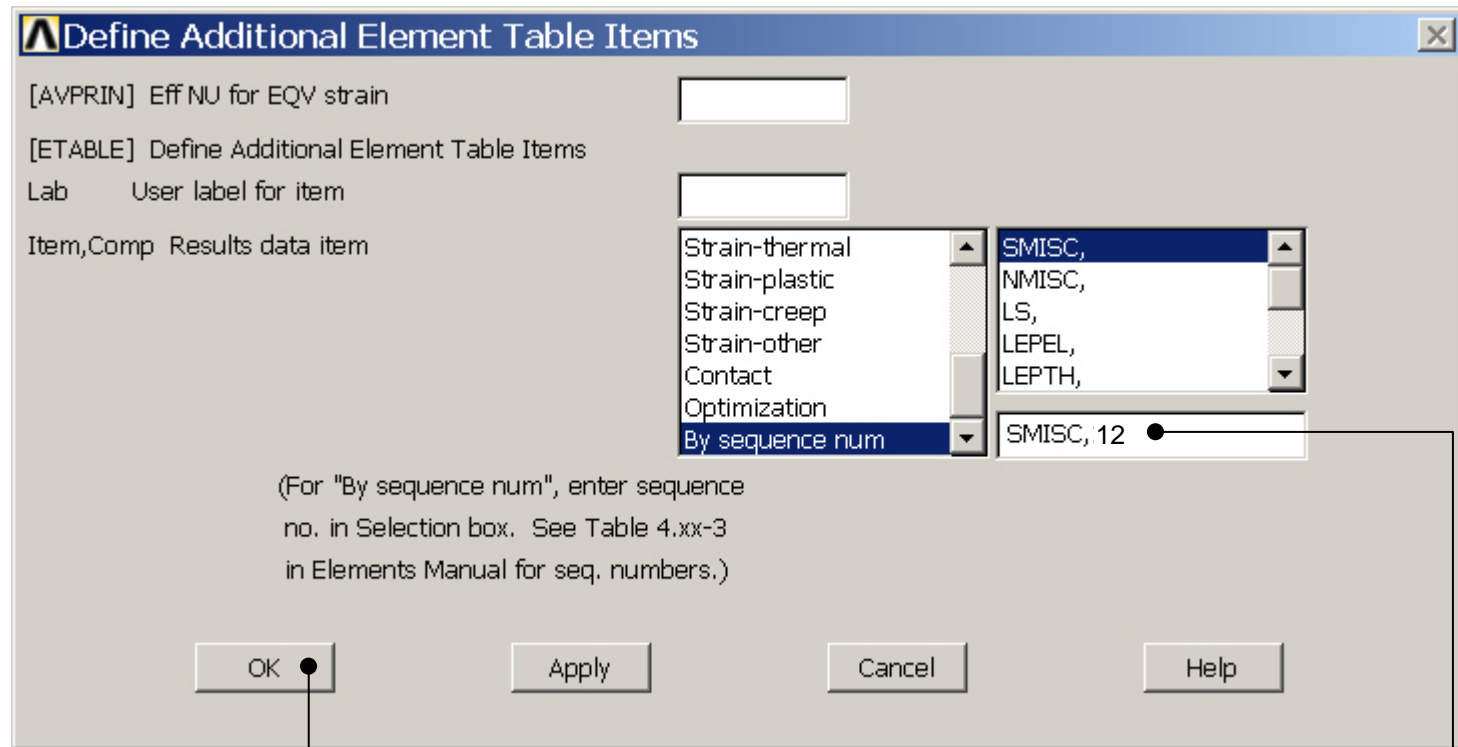 Define Additional Element Table Items
[AVPRIN] Eff NU for EQV strain
[ETABLE] Define Additional Element Table Items
Lab User label for item
Item,Comp Results data item
Strain-thermal
Strain-plastic
Strain-creep
Strain-other
Contact
Optimization
By sequence num
SMISC,
NMISC,
LS,
LEPEL,
LEPTH,
SMISC, 12
(For "By sequence num", enter sequence
no. in Selection box. See Table 4.xx-3
in Elements Manual for seq. numbers.)
OK Apply Cancel Help